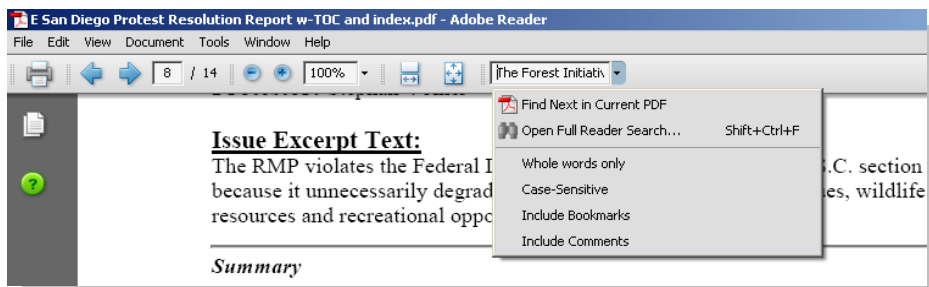 E San Diego Protest Resolution Report w-TOC and index.pdf - Adobe Reader
File Edit View Document Tools Window Help
8 / 14 100% The Forest Initiativ
Find Next in Current PDF
Open Full Reader Search... Shift+Ctrl+F
Whole words only
Case-Sensitive
Include Bookmarks
Include Comments
Issue Excerpt Text:
The RMP violates the Federal .C. section
because it unnecessarily degrad es, wildlife
resources and recreational oppo
Summary
?